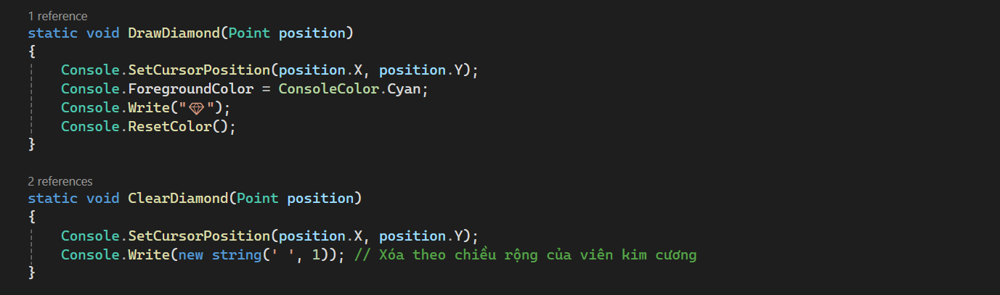 1 reference
static void DrawDiamond(Point position)
{
    Console.SetCursorPosition(position.X, position.Y);
    Console.ForegroundColor = ConsoleColor.Cyan;
    Console.Write("💎");
    Console.ResetColor();
}
2 references
static void ClearDiamond(Point position)
{
    Console.SetCursorPosition(position.X, position.Y);
    Console.Write(new string(' ', 1)); // Xóa theo chiều rộng của viên kim cương
}